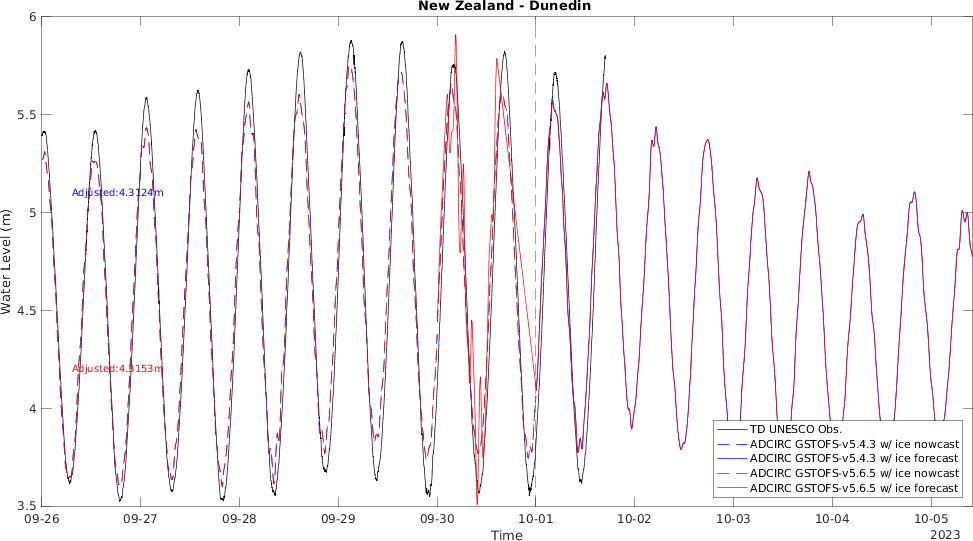 New Zealand - Dunedin
6
5.5
5
4.5
4
3.5
Water Level (m)
Adjusted:4.3124m
Adjusted:4.3153m
TD UNESCO Obs.
ADCIRC GSTOFS-v5.4.3 w/ ice nowcast
ADCIRC GSTOFS-v5.4.3 w/ ice forecast
ADCIRC GSTOFS-v5.6.5 w/ ice nowcast
ADCIRC GSTOFS-v5.6.5 w/ ice forecast
09-26 09-27 09-28 09-29 09-30 10-01 10-02 10-03 10-04 10-05
Time
2023